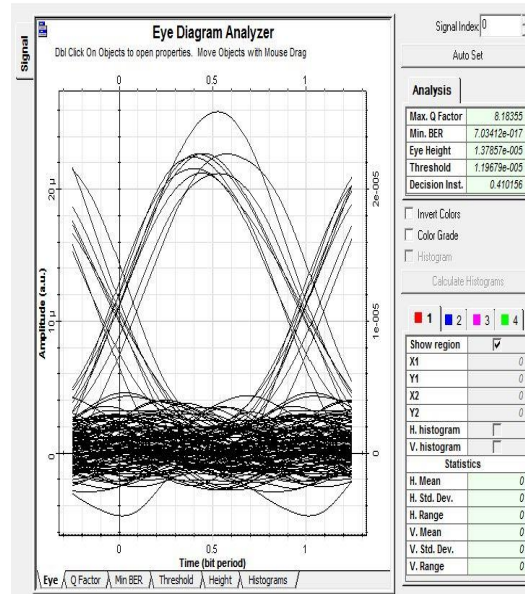 Signal
Eye Diagram Analyzer
Dbl Click On Objects to open properties. Move Objects with Mouse Drag
0 0.5 1
Amplitude (a.u.)
20 µ
10 µ
0
2e-005
1e-005
0
0 0.5 1
Time (bit period)
Eye Q Factor Min BER Threshold Height Histograms
Signal Index: 0
Auto Set
Analysis
Max. Q Factor 8.18355
Min. BER 7.03412e-017
Eye Height 1.37857e-005
Threshold 1.19679e-005
Decision Inst. 0.410156
Invert Colors
Color Grade
Histogram
Calculate Histograms
1 2 3 4
Show region
X1 0
Y1 0
X2 0
Y2 0
H. histogram
V. histogram
Statistics
H. Mean 0
H. Std. Dev. 0
H. Range 0
V. Mean 0
V. Std. Dev. 0
V. Range 0